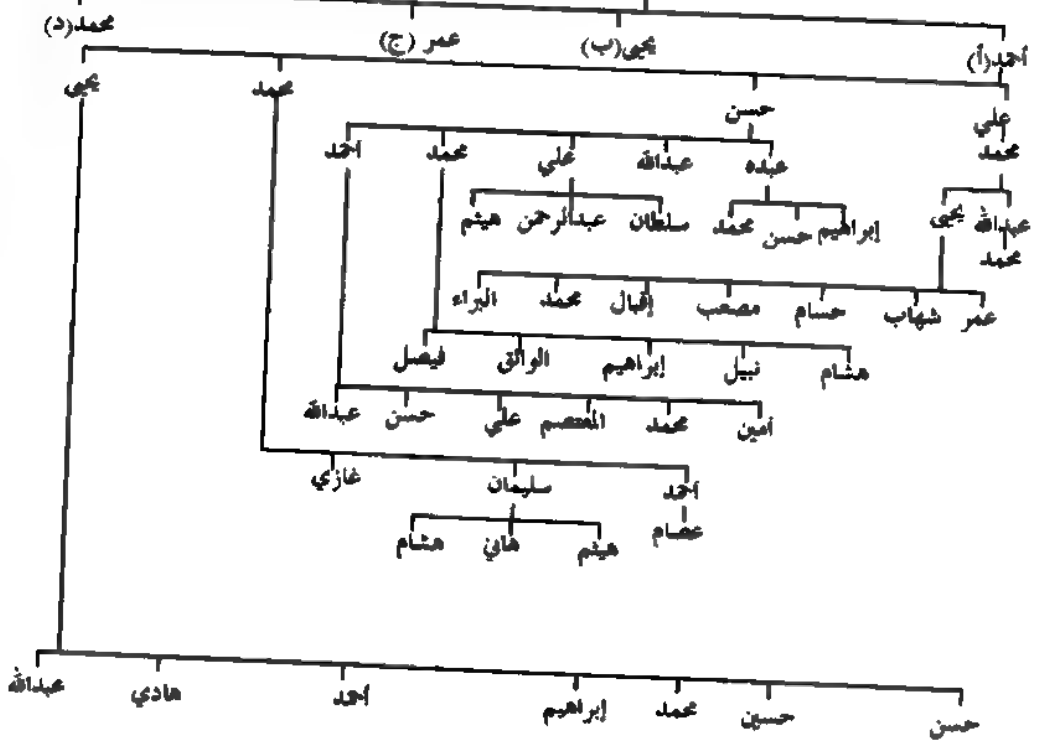 أحمد(أ) يحيى(ب) عمر (ج) محمد(د)
علي حسن محمد يحيى
محمد عبده عبدالله علي محمد أحمد
عبدالله يحيى إبراهيم حسن محمد سلطان عبدالرحمن هيثم
محمد
عمر شهاب حسام مصعب إقبال محمد البراء
هشام نبيل إبراهيم الواثق فيصل
أمين محمد المعتصم علي حسن عبدالله
أحمد سليمان غازي
عصام هيثم هاني هشام
حسن حسين محمد إبراهيم أحمد هادي عبدالله